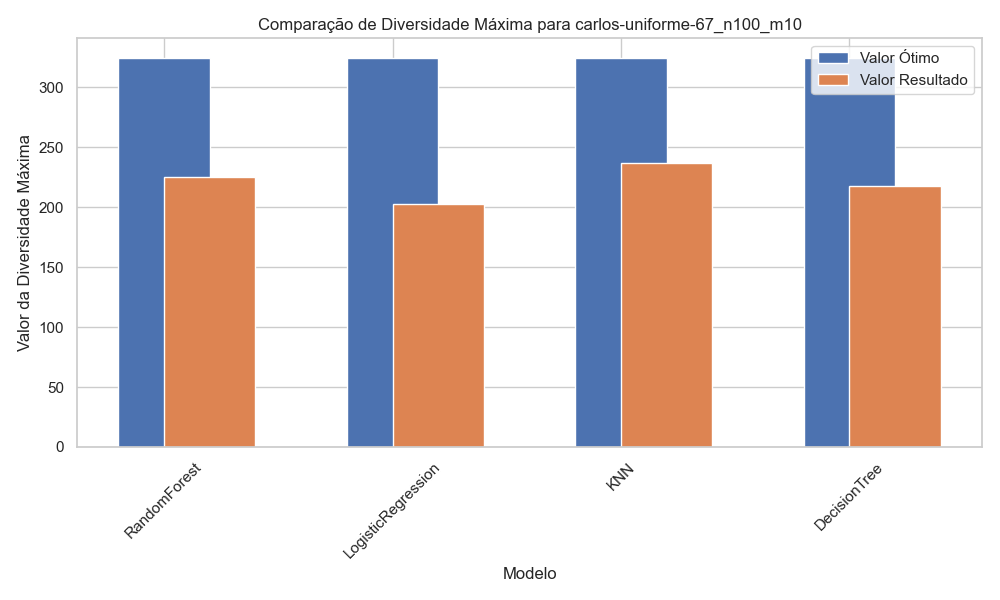 Comparação de Diversidade Máxima para carlos-uniforme-67_n100_m10
Valor Ótimo
Valor Resultado
Valor da Diversidade Máxima
300
250
200
150
100
50
0
RandomForest
LogisticRegression
KNN
DecisionTree
Modelo